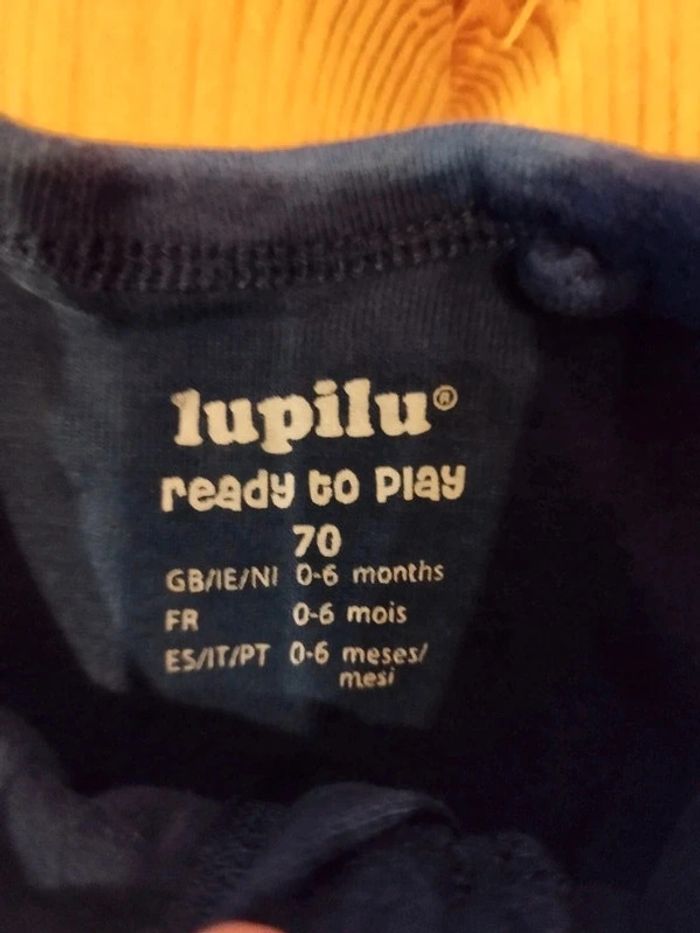 lupilu®
ready to play
70
GB/IE/NI 0-6 months
FR 0-6 mois
ES/IT/PT 0-6 meses/
mesi